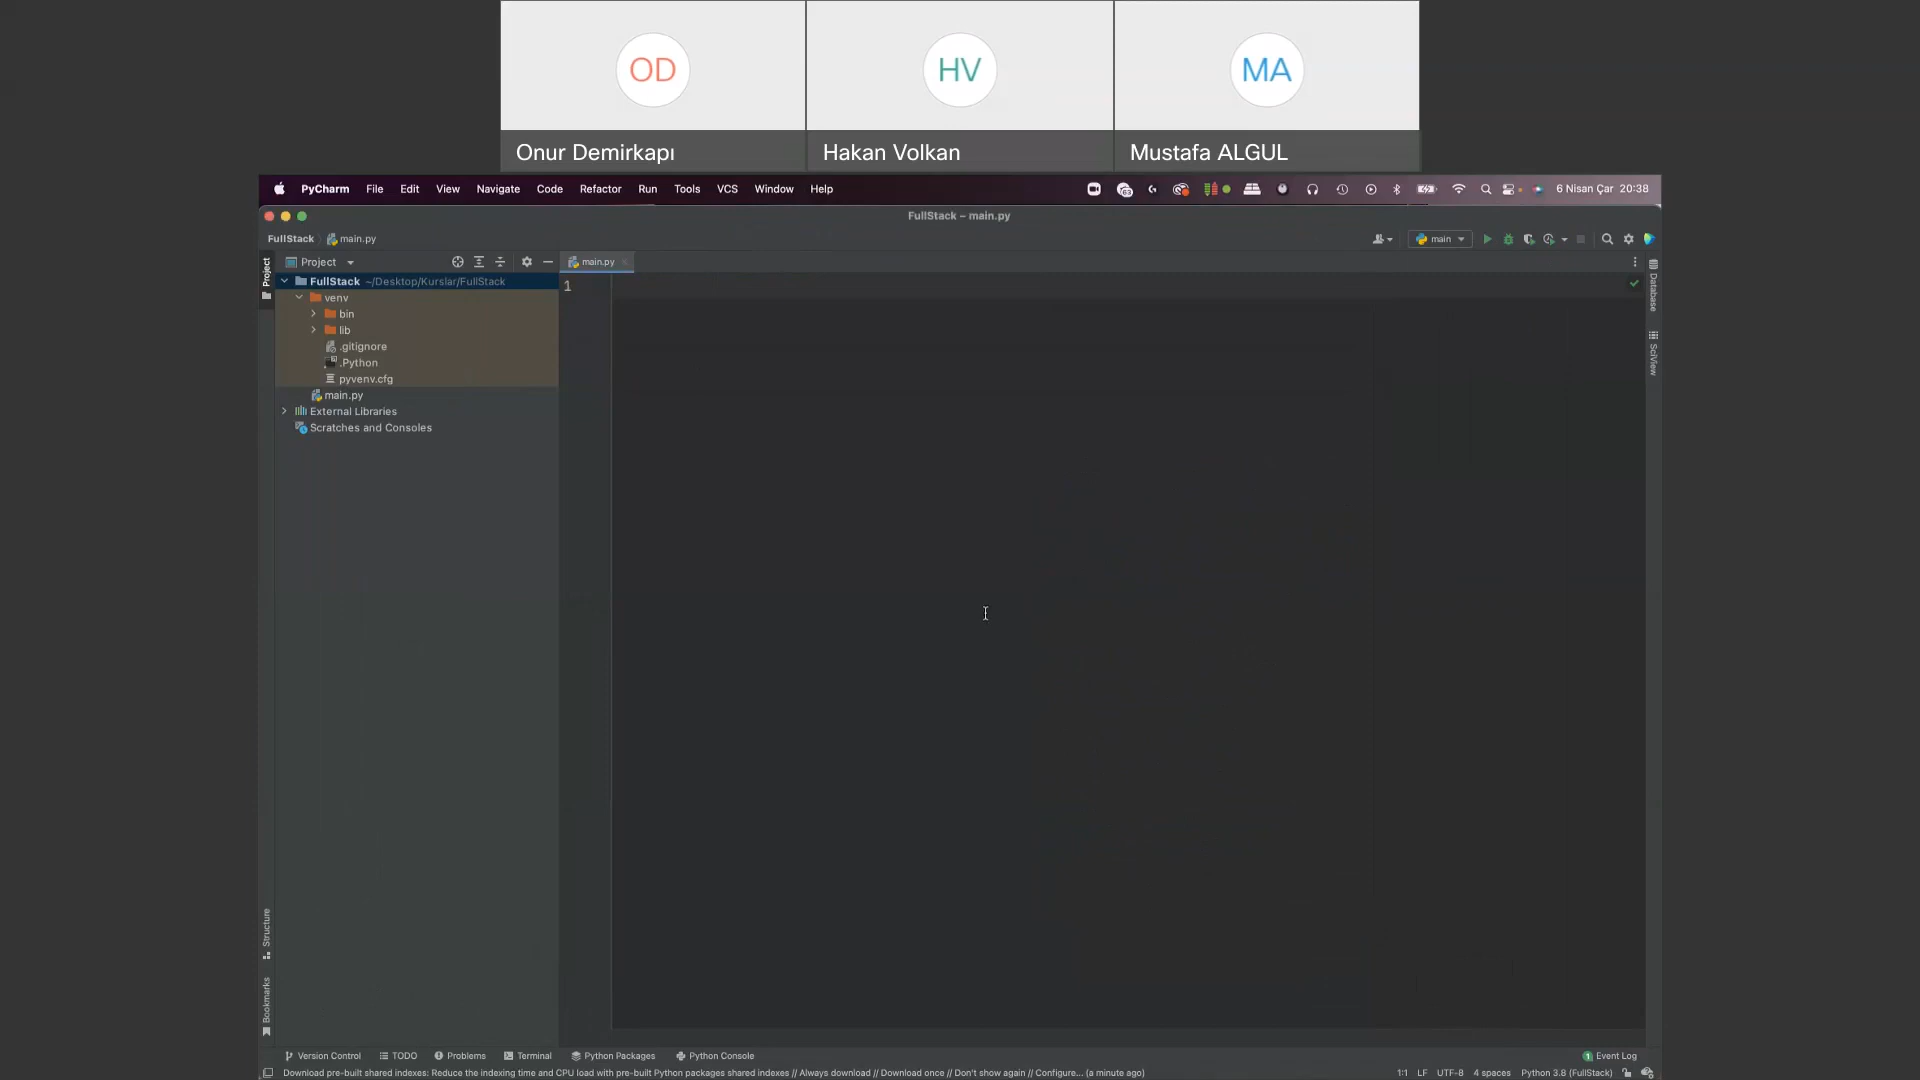 OD
HV
MA
Onur Demirkapı
Hakan Volkan
Mustafa ALGUL
PyCharm File Edit View Navigate Code Refactor Run Tools VCS Window Help
63
6 Nisan Çar 20:38
FullStack – main.py
FullStack main.py
main
Project
Project
main.py
FullStack ~/Desktop/Kurslar/FullStack
1
venv
bin
lib
.gitignore
.Python
pyvenv.cfg
main.py
External Libraries
Scratches and Consoles
Database
SciView
Structure
Bookmarks
Version Control TODO Problems Terminal Python Packages Python Console
1 Event Log
Download pre-built shared indexes: Reduce the indexing time and CPU load with pre-built Python packages shared indexes // Always download // Download once // Don't show again // Configure... (a minute ago)
1:1 LF UTF-8 4 spaces Python 3.8 (FullStack)